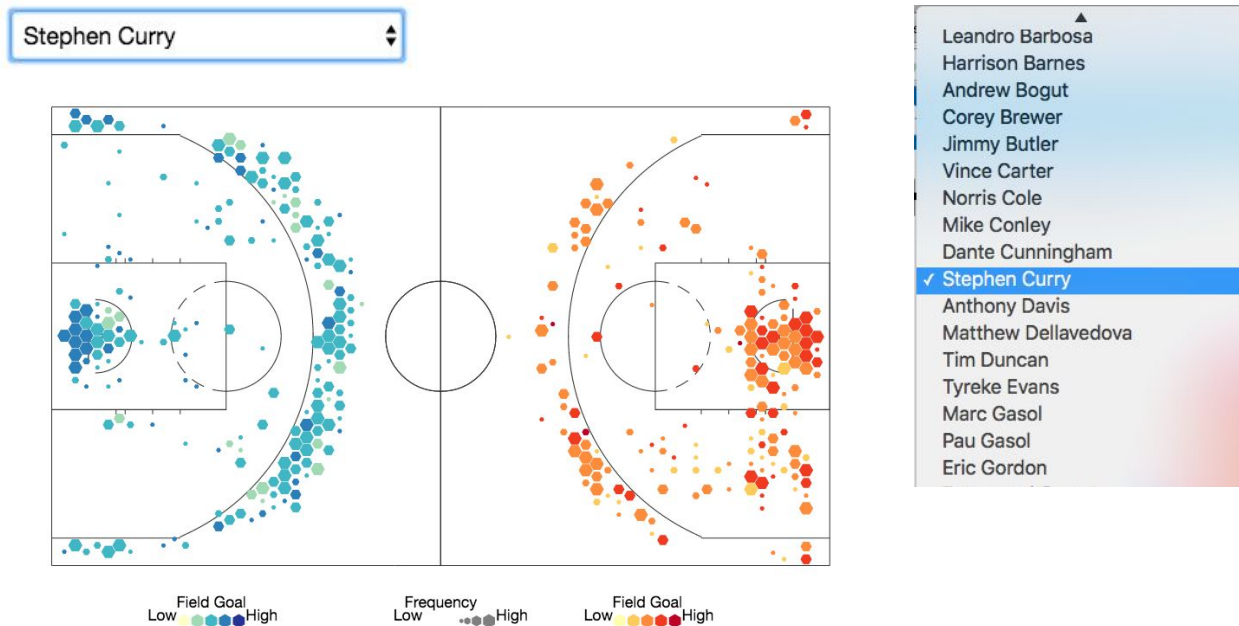 Stephen Curry
Leandro Barbosa
Harrison Barnes
Andrew Bogut
Corey Brewer
Jimmy Butler
Vince Carter
Norris Cole
Mike Conley
Dante Cunningham
✓ Stephen Curry
Anthony Davis
Matthew Dellavedova
Tim Duncan
Tyreke Evans
Marc Gasol
Pau Gasol
Eric Gordon
Field Goal
Low High
Frequency
Low High
Field Goal
Low High